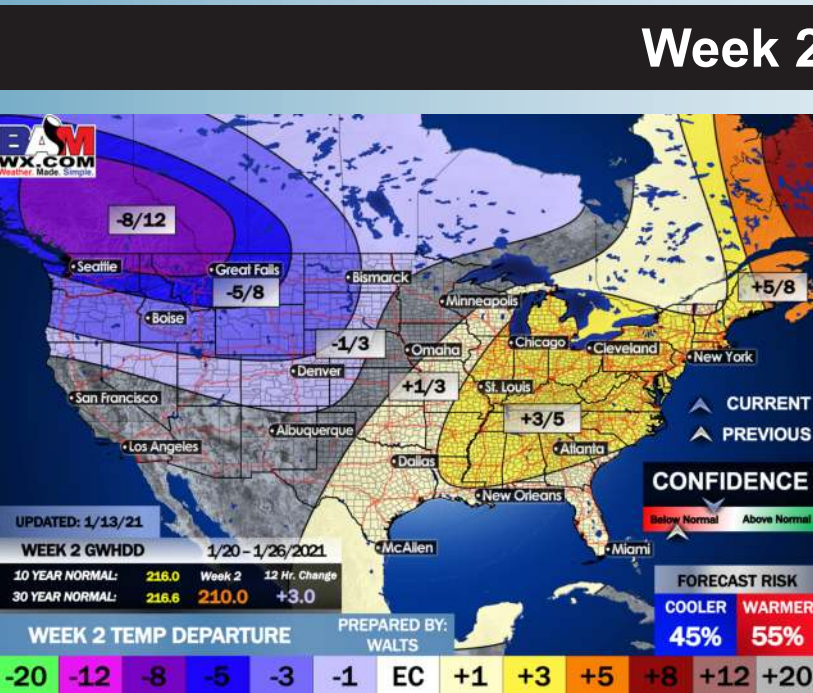 Week 2
BAM
WX.COM
Weather. Made. Simple.
-8/12
Seattle
Great Falls
-5/8
Bismarck
+5/8
Minneapolis
Boise
-1/3
Omaha
Chicago
Cleveland
New York
Denver
+1/3
St. Louis
San Francisco
+3/5
CURRENT
PREVIOUS
Albuquerque
Los Angeles
Atlanta
Dallas
CONFIDENCE
New Orleans
Below Normal Above Normal
UPDATED: 1/13/21
WEEK 2 GWHDD 1/20 – 1/26/2021
McAllen
Miami
10 YEAR NORMAL: 216.0 Week 2 12 Hr. Change
30 YEAR NORMAL: 216.6 210.0 +3.0
FORECAST RISK
COOLER WARMER
45% 55%
WEEK 2 TEMP DEPARTURE
PREPARED BY:
WALTS
-20 -12 -8 -5 -3 -1 EC +1 +3 +5 +8 +12 +20